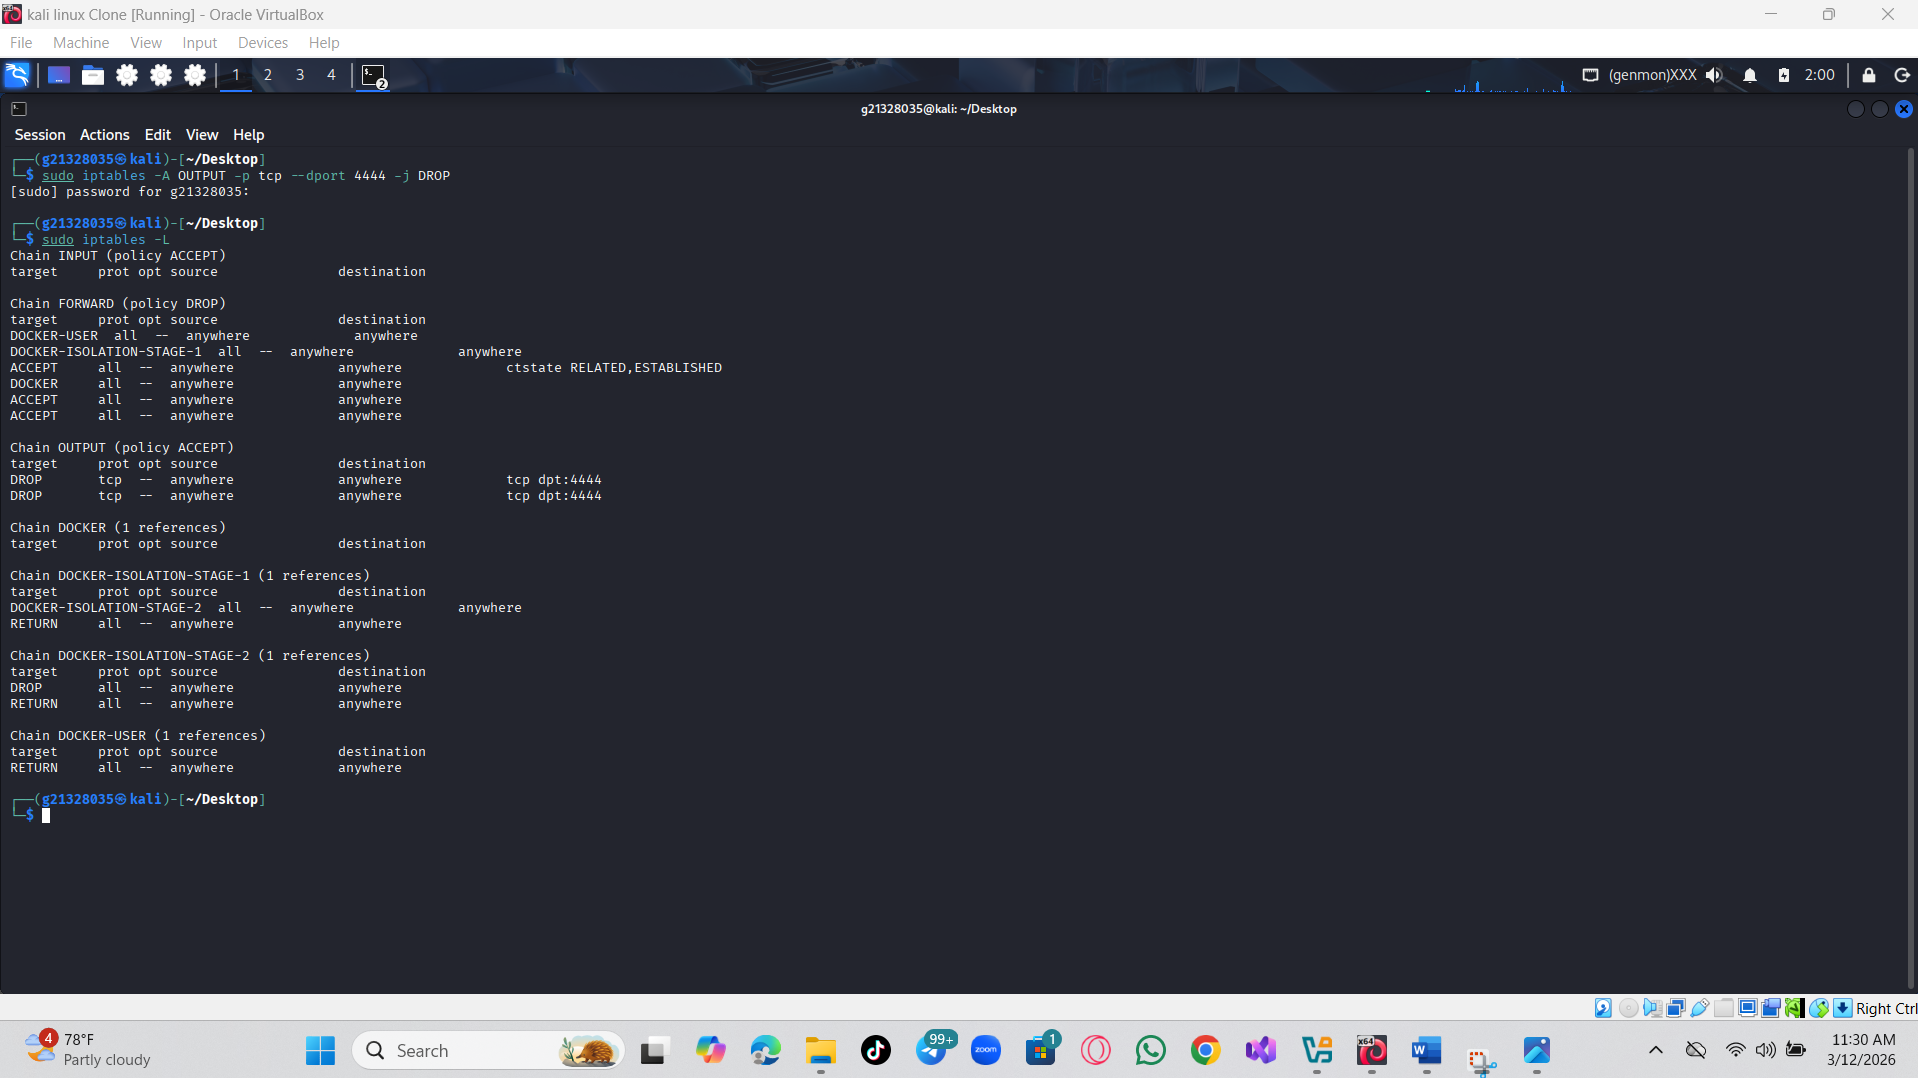 kali linux Clone [Running] - Oracle VirtualBox
File Machine View Input Devices Help
1 2 3 4 2 (genmon)XXX 2:00
g21328035@kali: ~/Desktop
Session Actions Edit View Help
┌──(g21328035㉿kali)-[~/Desktop]
└─$ sudo iptables -A OUTPUT -p tcp --dport 4444 -j DROP
[sudo] password for g21328035:
┌──(g21328035㉿kali)-[~/Desktop]
└─$ sudo iptables -L
Chain INPUT (policy ACCEPT)
target     prot opt source               destination
Chain FORWARD (policy DROP)
target     prot opt source               destination
DOCKER-USER  all  --  anywhere             anywhere
DOCKER-ISOLATION-STAGE-1  all  --  anywhere             anywhere
ACCEPT     all  --  anywhere             anywhere             ctstate RELATED,ESTABLISHED
DOCKER     all  --  anywhere             anywhere
ACCEPT     all  --  anywhere             anywhere
ACCEPT     all  --  anywhere             anywhere
Chain OUTPUT (policy ACCEPT)
target     prot opt source               destination
DROP       tcp  --  anywhere             anywhere             tcp dpt:4444
DROP       tcp  --  anywhere             anywhere             tcp dpt:4444
Chain DOCKER (1 references)
target     prot opt source               destination
Chain DOCKER-ISOLATION-STAGE-1 (1 references)
target     prot opt source               destination
DOCKER-ISOLATION-STAGE-2  all  --  anywhere             anywhere
RETURN     all  --  anywhere             anywhere
Chain DOCKER-ISOLATION-STAGE-2 (1 references)
target     prot opt source               destination
DROP       all  --  anywhere             anywhere
RETURN     all  --  anywhere             anywhere
Chain DOCKER-USER (1 references)
target     prot opt source               destination
RETURN     all  --  anywhere             anywhere
┌──(g21328035㉿kali)-[~/Desktop]
└─$
Right Ctrl
4 78°F
Partly cloudy
Search
99+ zoom 1 x64
11:30 AM
3/12/2026